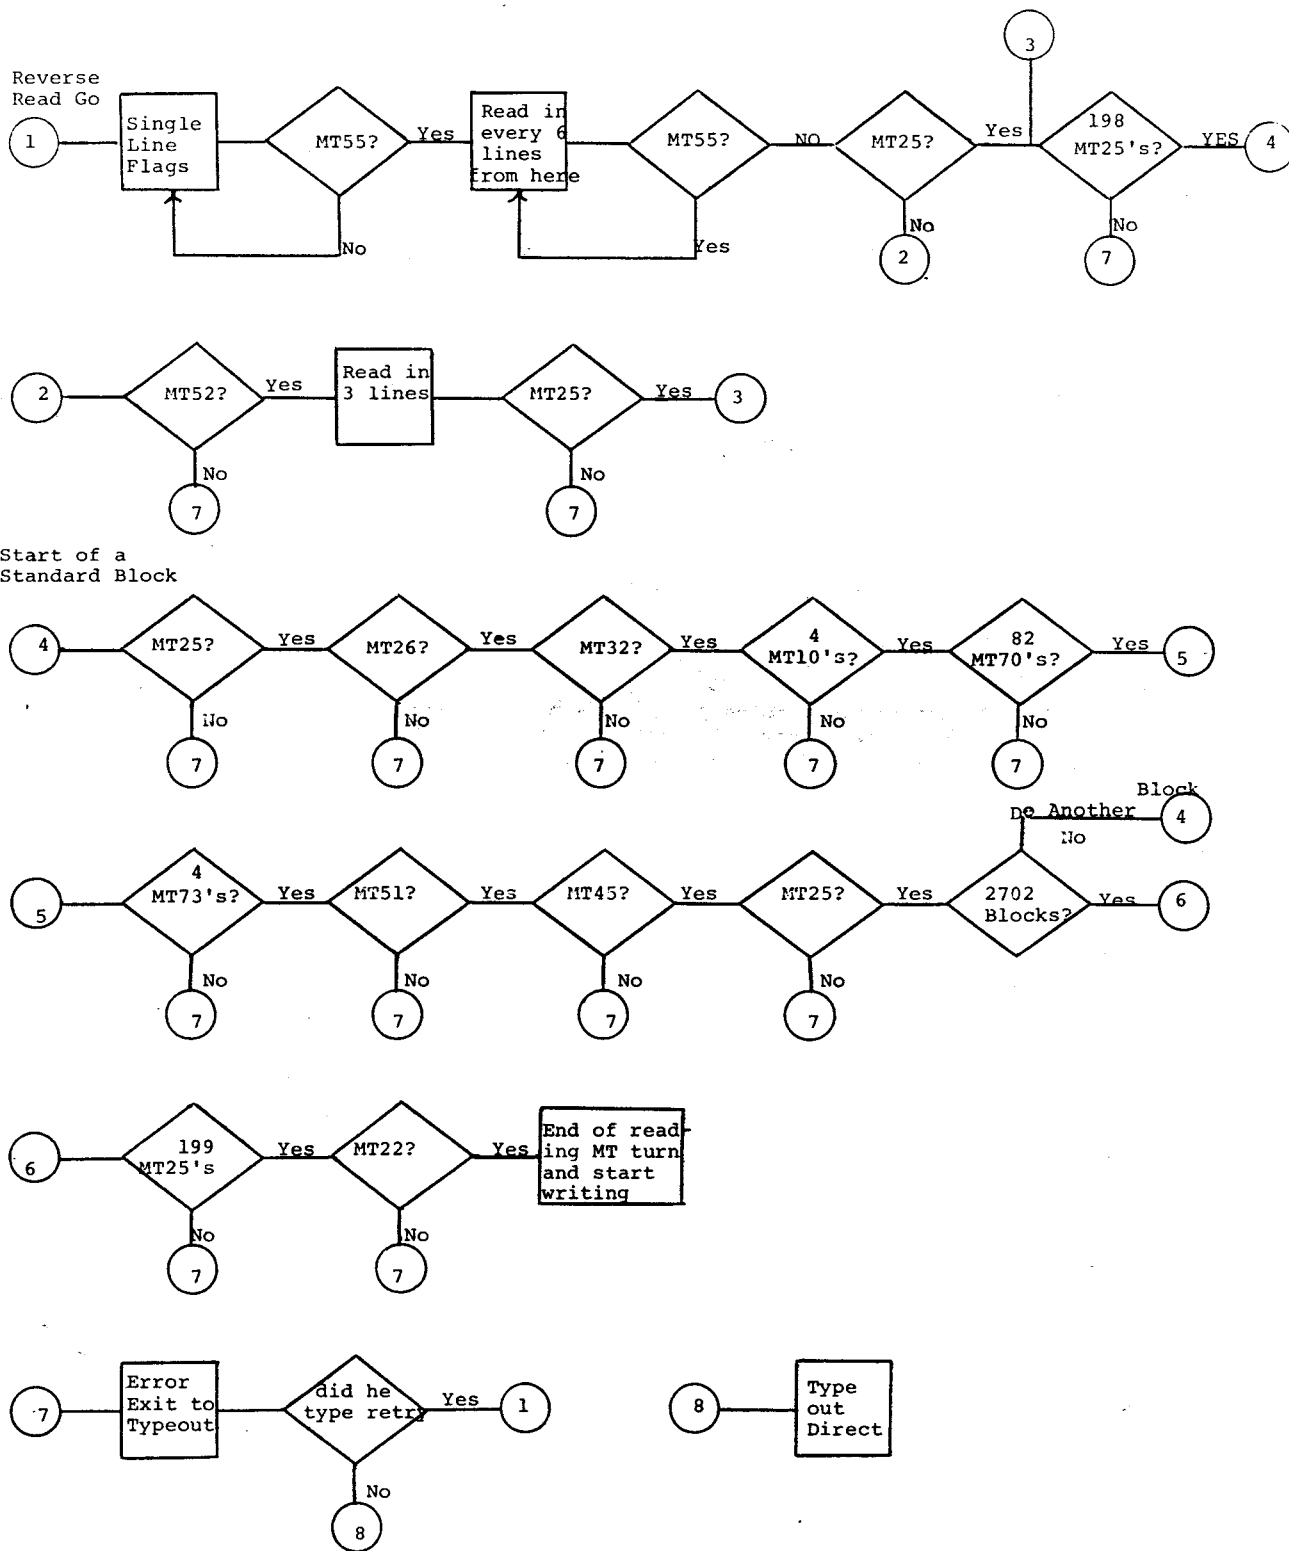 3
Reverse
Read Go
1
Single
Line
Flags
MT55?
Yes
No
Read in
every 6
lines
from here
MT55?
Yes
NO
MT25?
Yes
No
2
198
MT25's?
YES
4
No
7
2
MT52?
Yes
No
7
Read in
3 lines
MT25?
Yes
3
No
7
Start of a
Standard Block
4
MT25?
Yes
No
7
MT26?
Yes
No
7
MT32?
Yes
No
7
4
MT10's?
Yes
No
7
82
MT70's?
Yes
5
No
7
5
4
MT73's?
Yes
No
7
MT51?
Yes
No
7
MT45?
Yes
No
7
MT25?
Yes
No
7
Block
Do Another
4
No
2702
Blocks?
Yes
6
6
199
MT25's
Yes
No
7
MT22?
Yes
No
7
End of read-
ing MT turn
and start
writing
7
Error
Exit to
Typeout
did he
type retry
Yes
1
No
8
8
Type
out
Direct